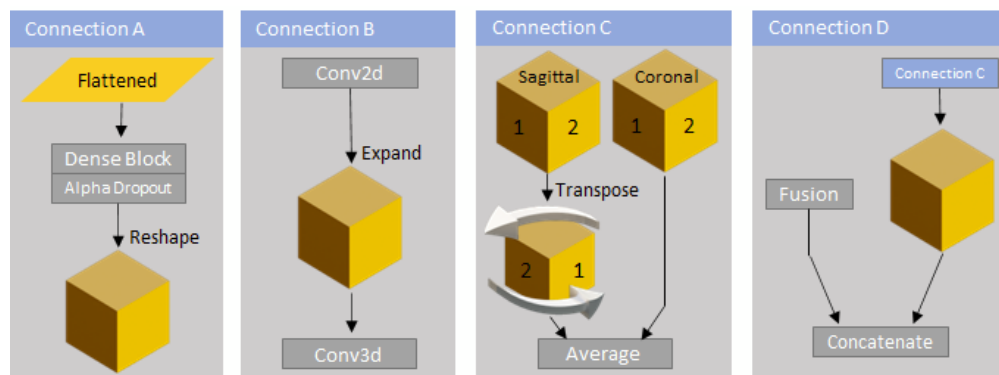 Connection A
Flattened
Dense Block
Alpha Dropout
Reshape
Connection B
Conv2d
Expand
Conv3d
Connection C
Sagittal
Coronal
1 2
1 2
Transpose
2 1
Average
Connection D
Connection C
Fusion
Concatenate